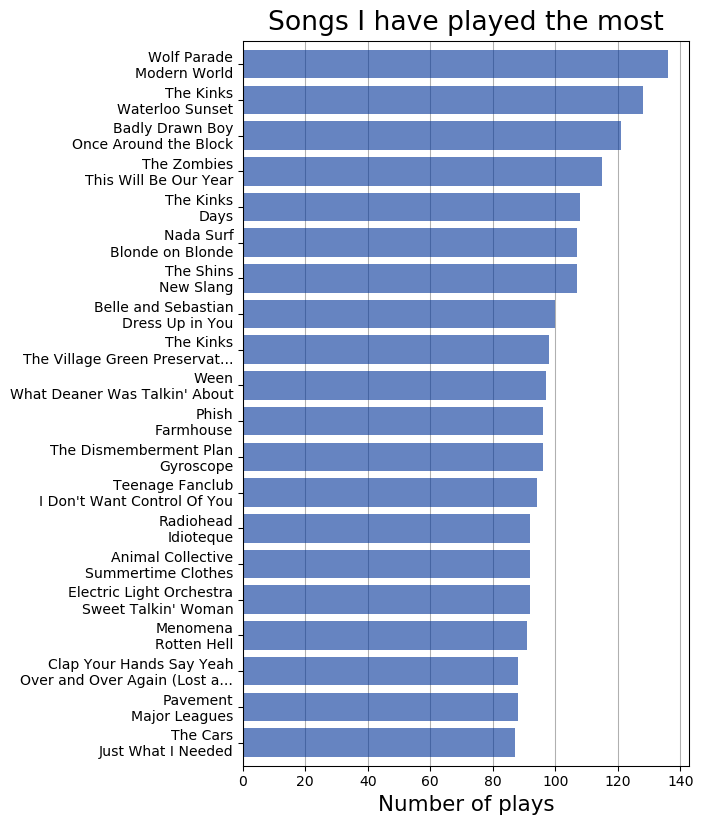 Songs I have played the most
Wolf Parade
Modern World
The Kinks
Waterloo Sunset
Badly Drawn Boy
Once Around the Block
The Zombies
This Will Be Our Year
The Kinks
Days
Nada Surf
Blonde on Blonde
The Shins
New Slang
Belle and Sebastian
Dress Up in You
The Kinks
The Village Green Preservat...
Ween
What Deaner Was Talkin' About
Phish
Farmhouse
The Dismemberment Plan
Gyroscope
Teenage Fanclub
I Don't Want Control Of You
Radiohead
Idioteque
Animal Collective
Summertime Clothes
Electric Light Orchestra
Sweet Talkin' Woman
Menomena
Rotten Hell
Clap Your Hands Say Yeah
Over and Over Again (Lost a...
Pavement
Major Leagues
The Cars
Just What I Needed
0 20 40 60 80 100 120 140
Number of plays